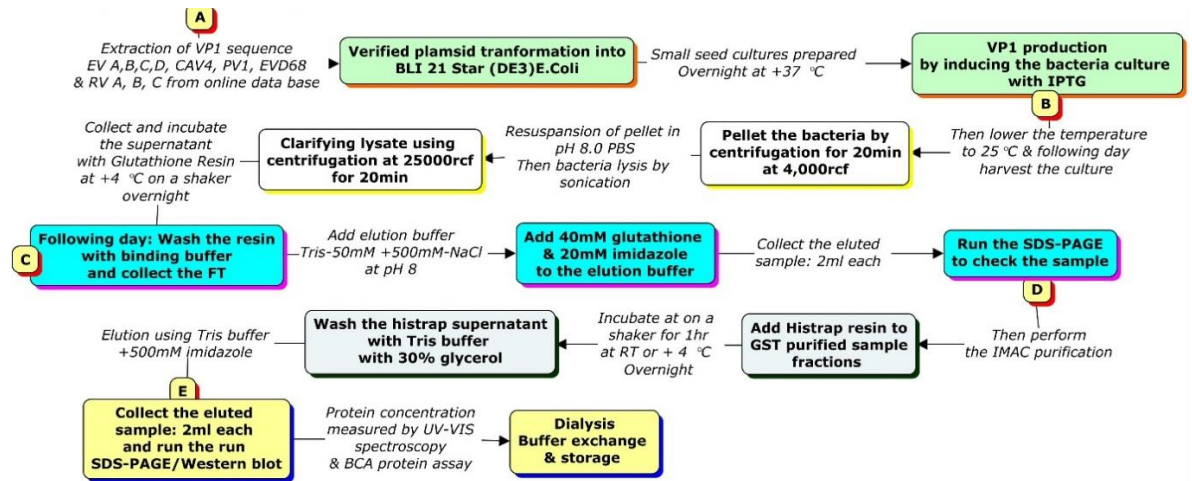 A
Extraction of VP1 sequence
EV A,B,C,D, CAV4, PV1, EVD68
& RV A, B, C from online data base
Verified plamsid tranformation into
BLI 21 Star (DE3)E.Coli
Small seed cultures prepared
Overnight at +37 °C
VP1 production
by inducing the bacteria culture
with IPTG
B
Then lower the temperature
to 25 °C & following day
harvest the culture
Pellet the bacteria by
centrifugation for 20min
at 4,000rcf
Resuspansion of pellet in
pH 8.0 PBS
Then bacteria lysis by
sonication
Clarifying lysate using
centrifugation at 25000rcf
for 20min
Collect and incubate
the supernatant
with Glutathione Resin
at +4 °C on a shaker
overnight
C
Following day: Wash the resin
with binding buffer
and collect the FT
Add elution buffer
Tris-50mM +500mM-NaCl
at pH 8
Add 40mM glutathione
& 20mM imidazole
to the elution buffer
Collect the eluted
sample: 2ml each
Run the SDS-PAGE
to check the sample
D
Then perform
the IMAC purification
Add Histrap resin to
GST purified sample
fractions
Incubate at on a
shaker for 1hr
at RT or + 4 °C
Overnight
Wash the histrap supernatant
with Tris buffer
with 30% glycerol
Elution using Tris buffer
+500mM imidazole
E
Collect the eluted
sample: 2ml each
and run the run
SDS-PAGE/Western blot
Protein concentration
measured by UV-VIS
spectroscopy
& BCA protein assay
Dialysis
Buffer exchange
& storage